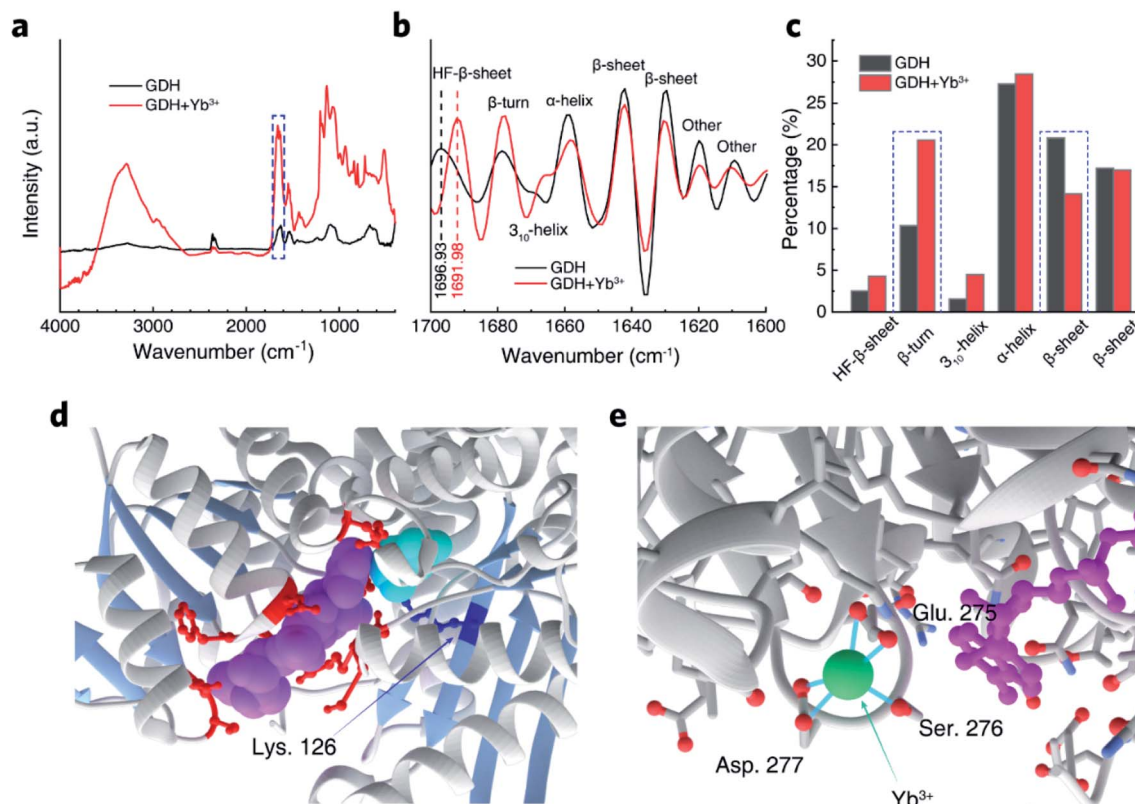 a
GDH
GDH+Yb³⁺
Intensity (a.u.)
4000 3000 2000 1000
Wavenumber (cm⁻¹)
b
HF-β-sheet
β-turn
3₁₀-helix
α-helix
β-sheet
β-sheet
Other
Other
1696.93
1691.98
GDH
GDH+Yb³⁺
1700 1680 1660 1640 1620 1600
Wavenumber (cm⁻¹)
c
GDH
GDH+Yb³⁺
Percentage (%)
30
25
20
15
10
5
0
HF-β-sheet
β-turn
3₁₀-helix
α-helix
β-sheet
β-sheet
d
Lys. 126
e
Glu. 275
Ser. 276
Asp. 277
Yb³⁺